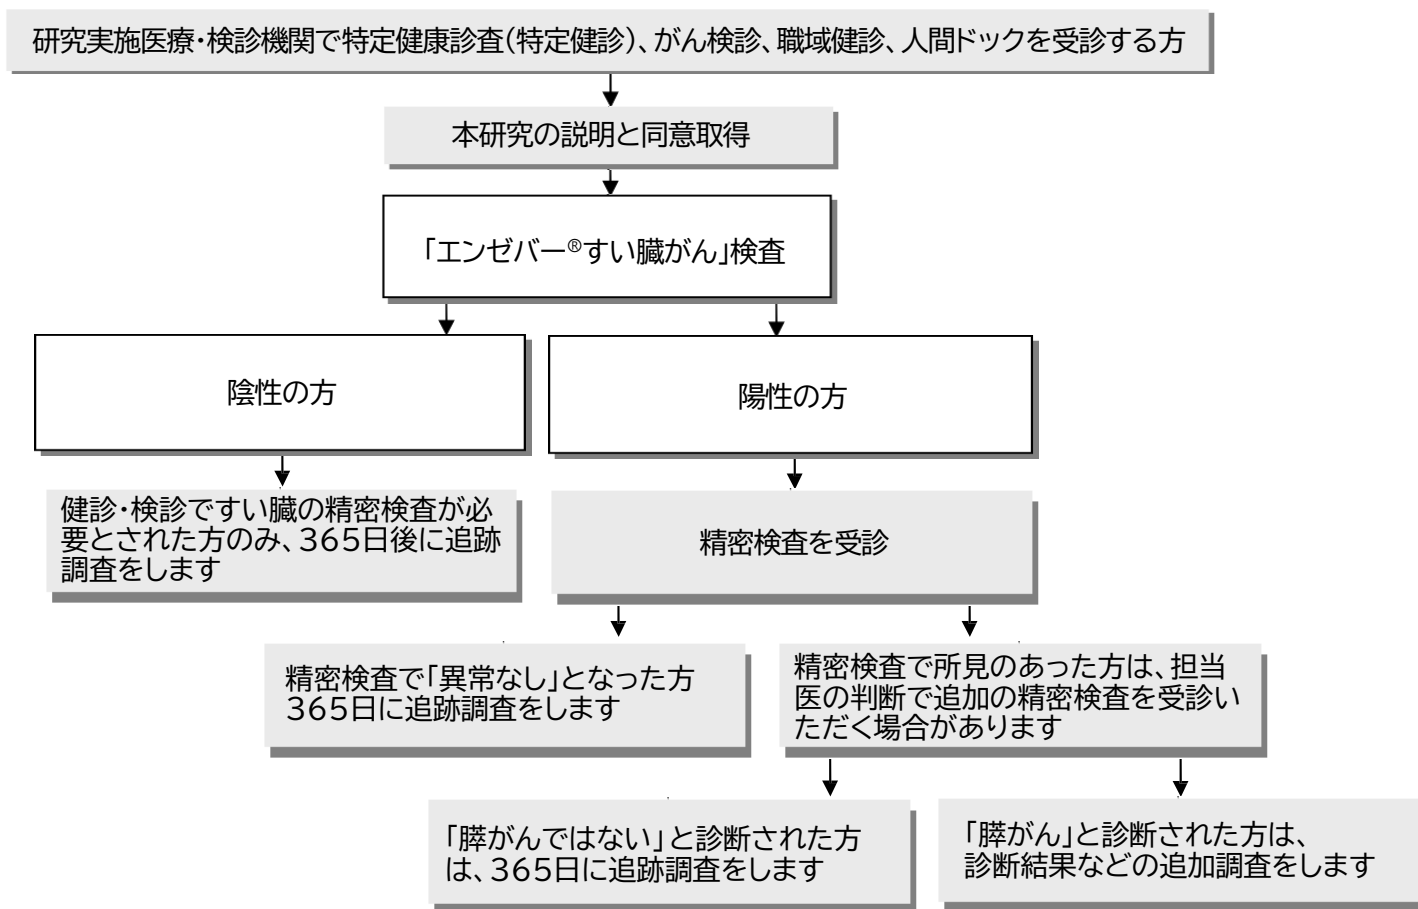 研究実施医療・検診機関で特定健康診査(特定健診)、がん検診、職域健診、人間ドックを受診する方
本研究の説明と同意取得
「エンゼバー®すい臓がん」検査
陰性の方
陽性の方
健診・検診ですい臓の精密検査が必
要とされた方のみ、365日後に追跡
調査をします
精密検査を受診
精密検査で「異常なし」となった方
365日に追跡調査をします
精密検査で所見のあった方は、担当
医の判断で追加の精密検査を受診い
ただく場合があります
「膵がんではない」と診断された方
は、365日に追跡調査をします
「膵がん」と診断された方は、
診断結果などの追加調査をします